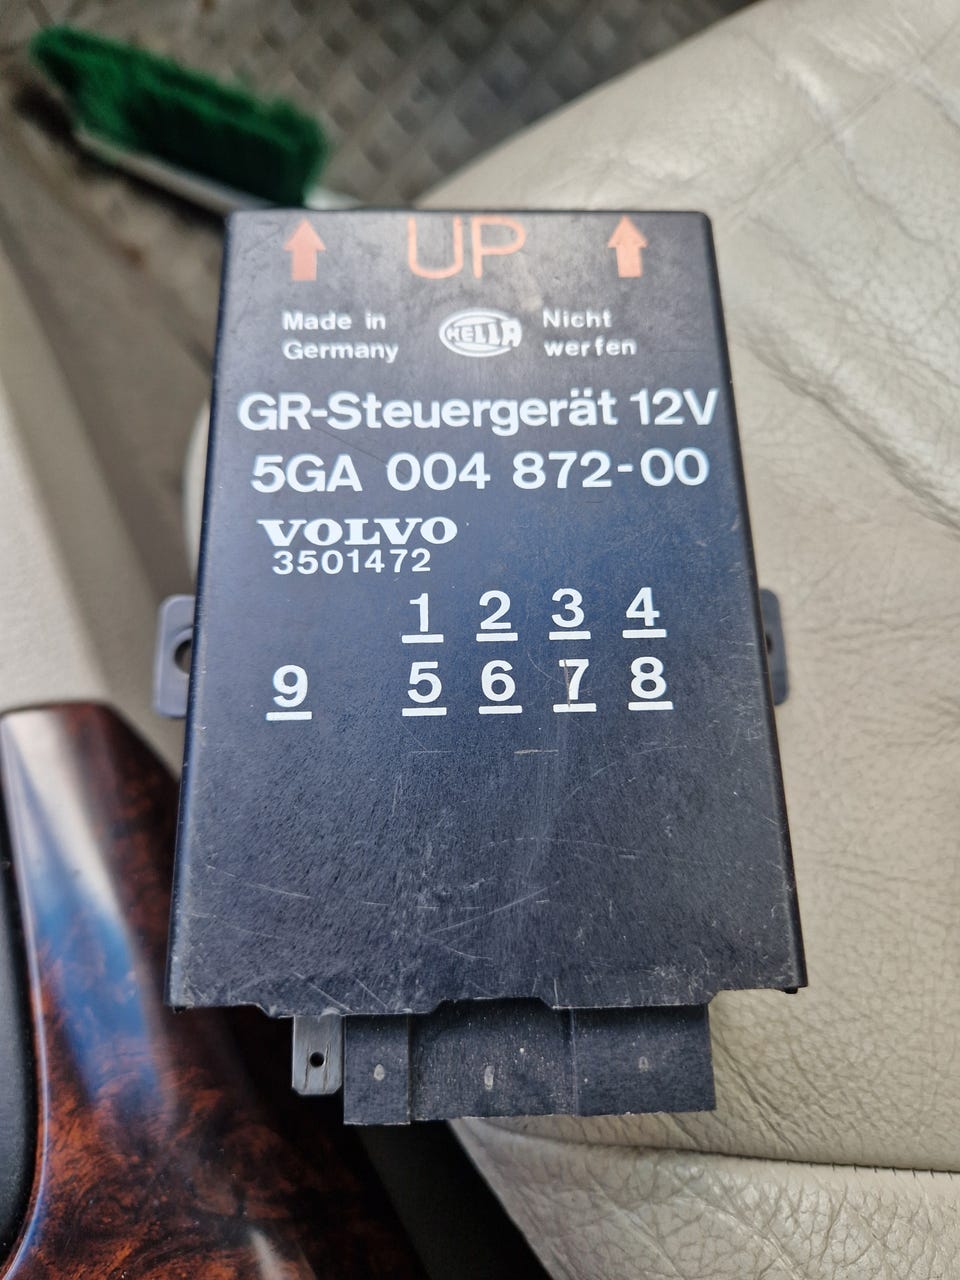 UP
Made in HELLA Nicht
Germany werfen
GR-Steuergerät 12V
5GA 004 872-00
VOLVO
3501472
1 2 3 4
9 5 6 7 8